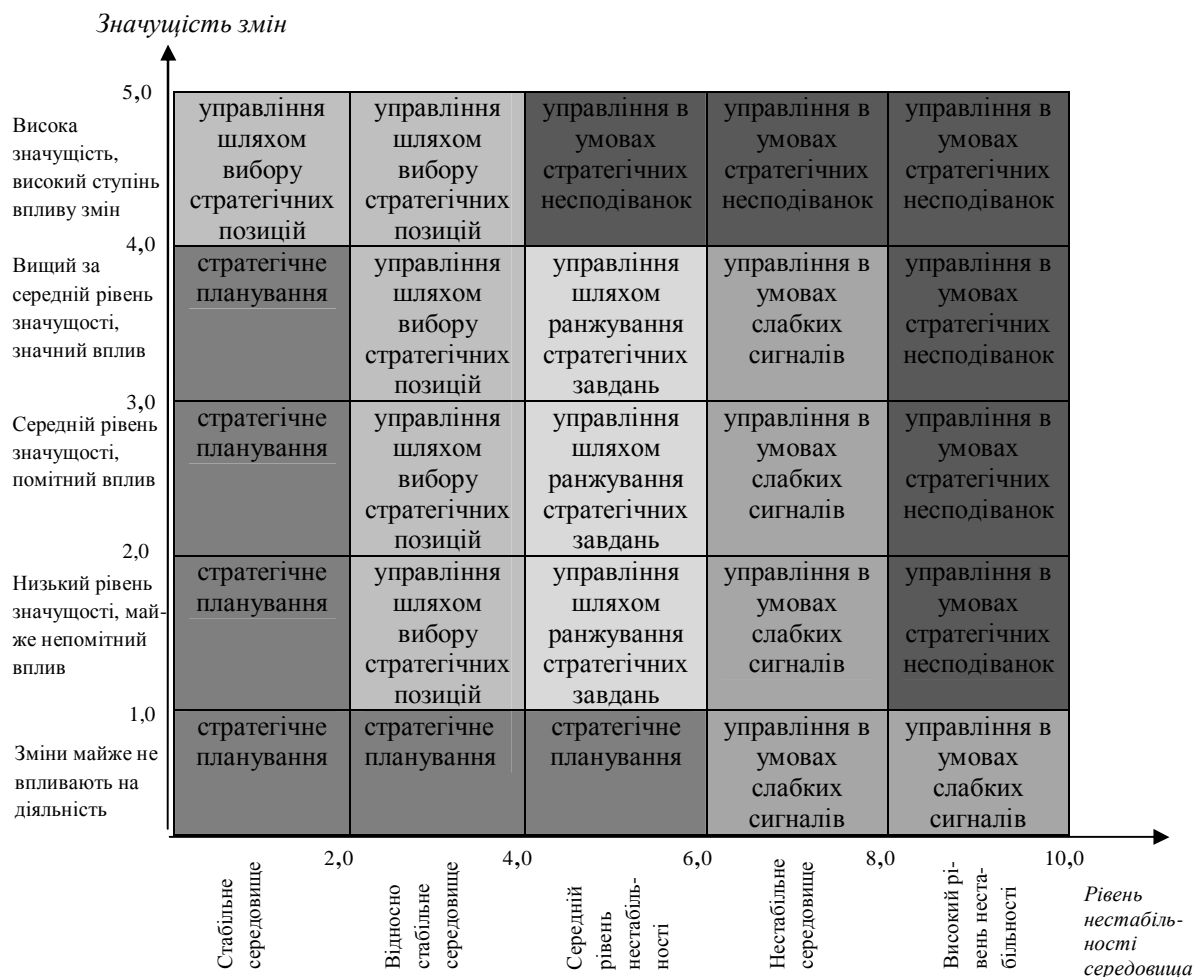 Значущість змін
5,0
Висока
значущість,
високий ступінь
впливу змін
управління
шляхом
вибору
стратегічних
позицій
управління
шляхом
вибору
стратегічних
позицій
управління в
умовах
стратегічних
несподіванок
управління в
умовах
стратегічних
несподіванок
управління в
умовах
стратегічних
несподіванок
4,0
Вищий за
середній рівень
значущості,
значний вплив
стратегічне
планування
управління
шляхом
вибору
стратегічних
позицій
управління
шляхом
ранжування
стратегічних
завдань
управління в
умовах
слабких
сигналів
управління в
умовах
стратегічних
несподіванок
3,0
Середній рівень
значущості,
помітний вплив
стратегічне
планування
управління
шляхом
вибору
стратегічних
позицій
управління
шляхом
ранжування
стратегічних
завдань
управління в
умовах
слабких
сигналів
управління в
умовах
стратегічних
несподіванок
2,0
Низький рівень
значущості, май-
же непомітний
вплив
стратегічне
планування
управління
шляхом
вибору
стратегічних
позицій
управління
шляхом
ранжування
стратегічних
завдань
управління в
умовах
слабких
сигналів
управління в
умовах
стратегічних
несподіванок
1,0
Зміни майже не
впливають на
діяльність
стратегічне
планування
стратегічне
планування
стратегічне
планування
управління в
умовах
слабких
сигналів
управління в
умовах
слабких
сигналів
2,0
4,0
6,0
8,0
10,0
Стабільне
середовище
Відносно
стабільне
середовище
Середній
рівень
нестабіль-
ності
Нестабільне
середовище
Високий рі-
вень неста-
більності
Рівень
нестабіль-
ності
середовища